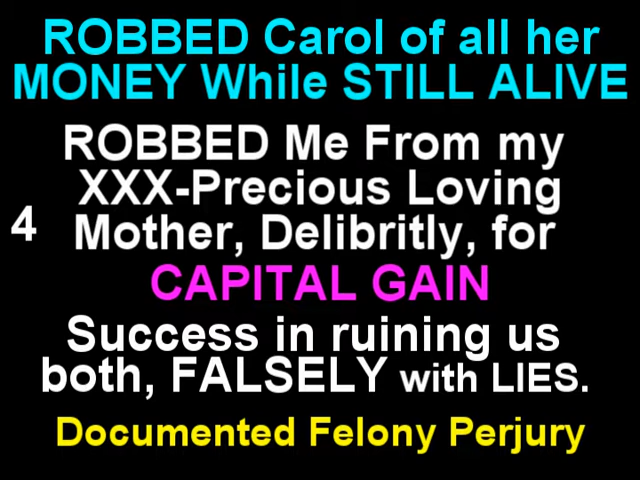 ROBBED Carol of all her
MONEY While STILL ALIVE
ROBBED Me From my
XXX-Precious Loving
4 Mother, Delibritly, for
CAPITAL GAIN
Success in ruining us
both, FALSELY with LIES.
Documented Felony Perjury